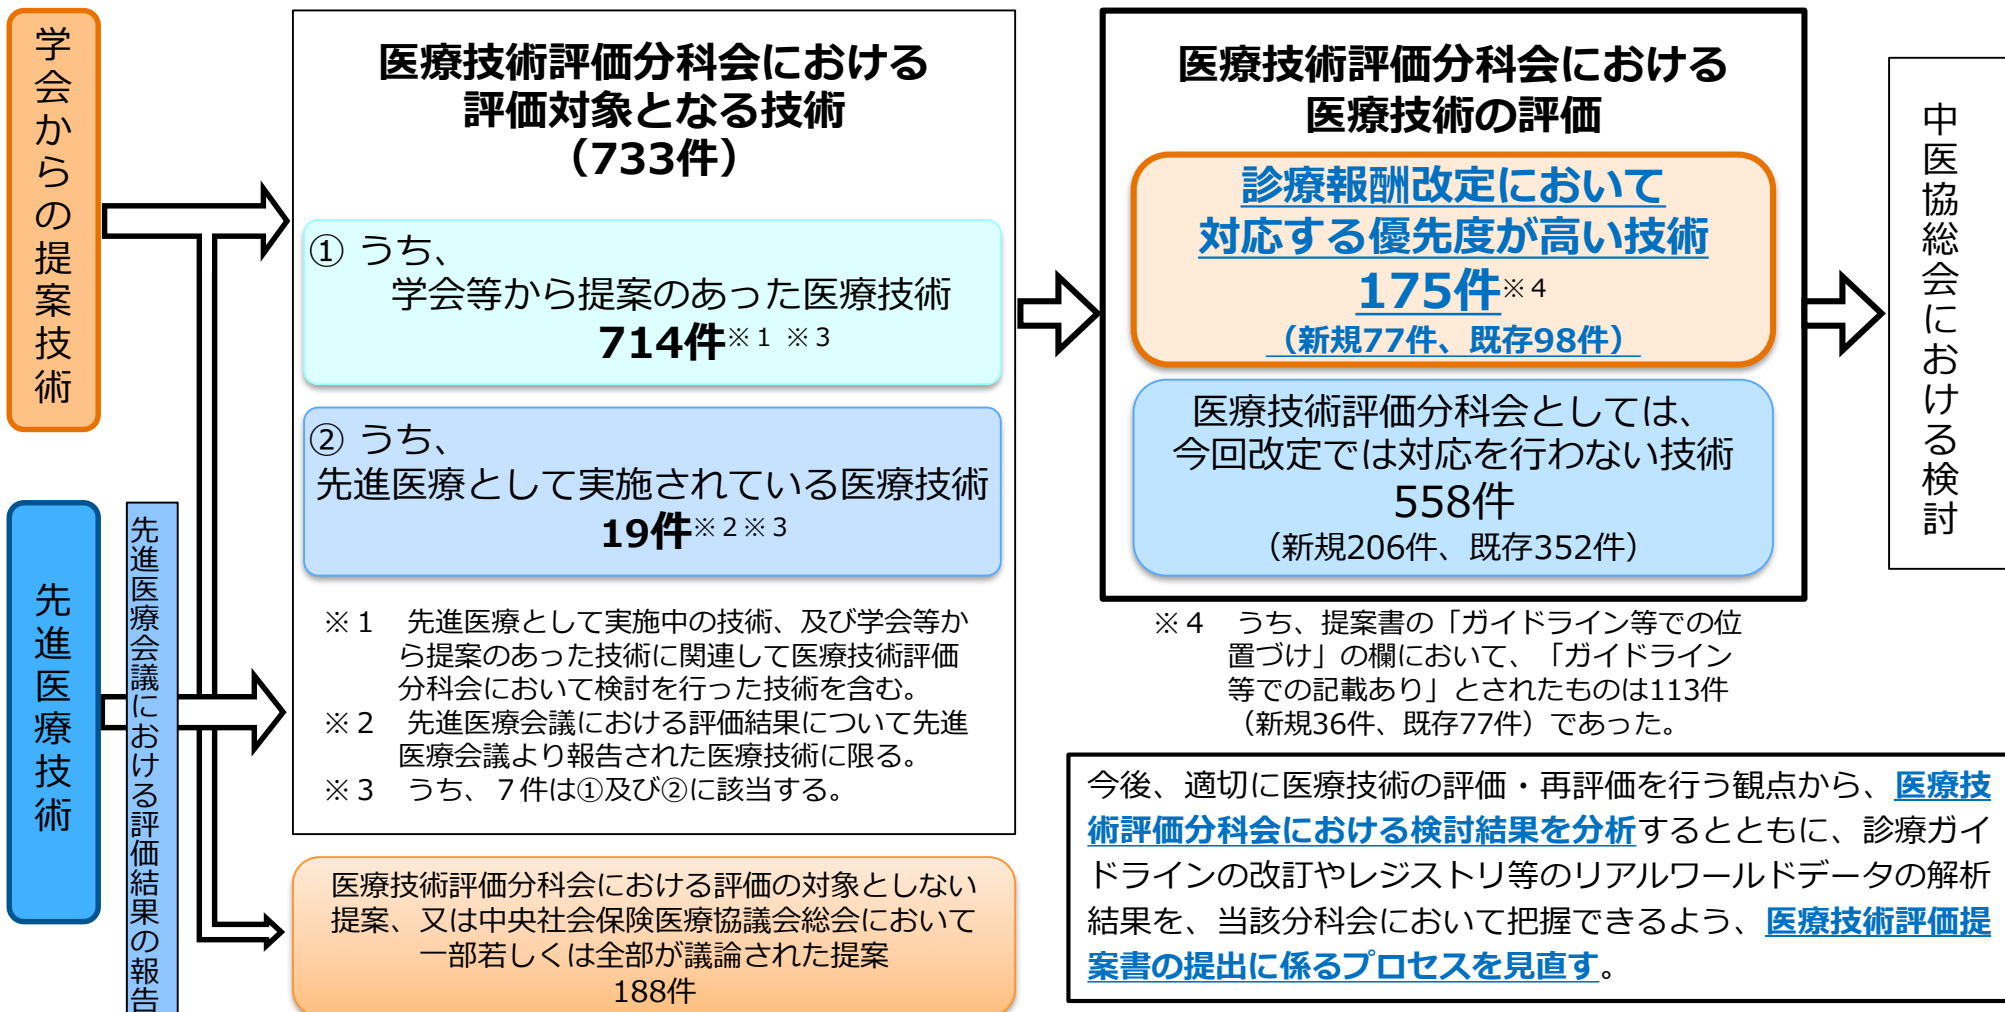 学会からの提案技術
先進医療技術
先進医療会議における評価結果の報告
医療技術評価分科会における
評価対象となる技術
（733件）
① うち、
学会等から提案のあった医療技術
714件※１ ※３
② うち、
先進医療として実施されている医療技術
19件※２※３
※１　先進医療として実施中の技術、及び学会等か
ら提案のあった技術に関連して医療技術評価
分科会において検討を行った技術を含む。
※２　先進医療会議における評価結果について先進
医療会議より報告された医療技術に限る。
※３　うち、７件は①及び②に該当する。
医療技術評価分科会における評価の対象としない
提案、又は中央社会保険医療協議会総会において
一部若しくは全部が議論された提案
188件
医療技術評価分科会における
医療技術の評価
診療報酬改定において
対応する優先度が高い技術
175件※４
（新規77件、既存98件）
医療技術評価分科会としては、
今回改定では対応を行わない技術
558件
（新規206件、既存352件）
※４　うち、提案書の「ガイドライン等での位
置づけ」の欄において、「ガイドライン
等での記載あり」とされたものは113件
（新規36件、既存77件）であった。
中医協総会における検討
今後、適切に医療技術の評価・再評価を行う観点から、医療技
術評価分科会における検討結果を分析するとともに、診療ガイ
ドラインの改訂やレジストリ等のリアルワールドデータの解析
結果を、当該分科会において把握できるよう、医療技術評価提
案書の提出に係るプロセスを見直す。